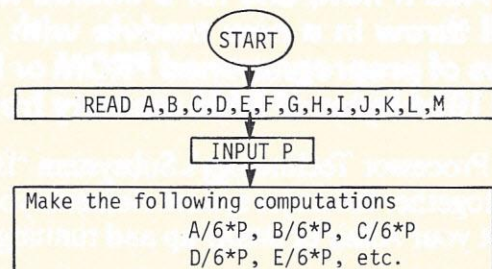 START
READ A,B,C,D,E,F,G,H,I,J,K,L,M
INPUT P
Make the following computations
A/6*P, B/6*P, C/6*P
D/6*P, E/6*P, etc.